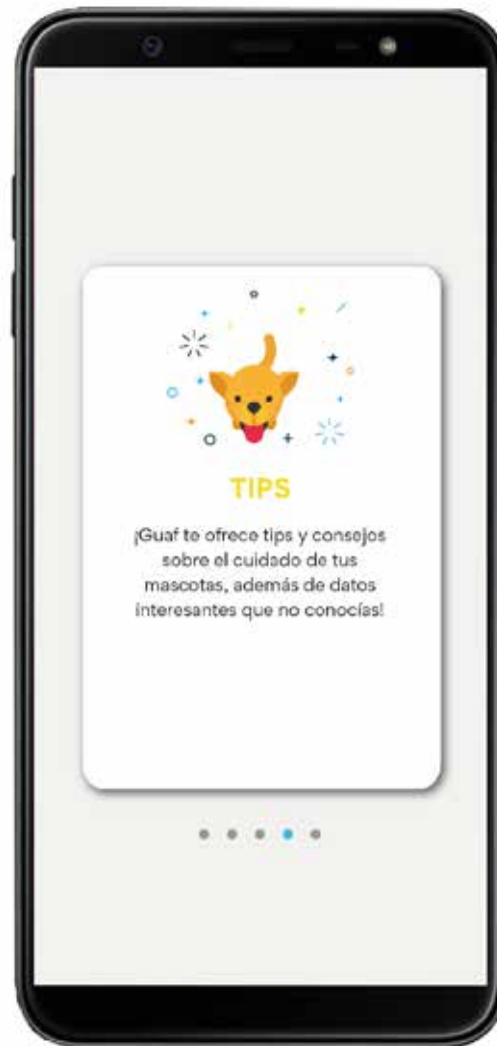 TIPS
¡Guaf te ofrece tips y consejos
sobre el cuidado de tus
mascotas, además de datos
interesantes que no conocías!